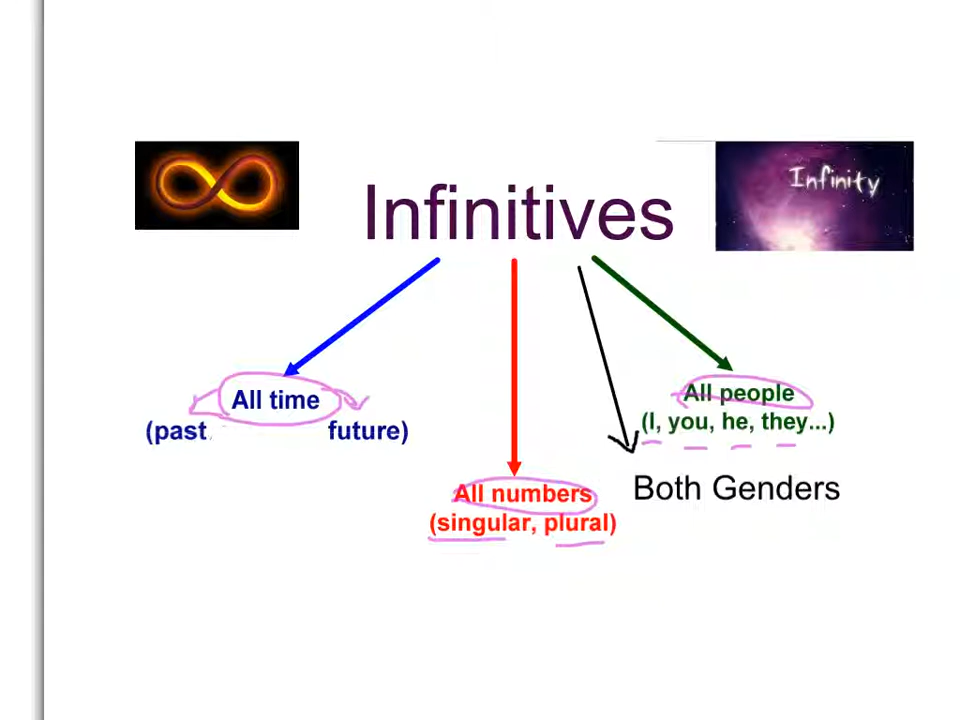 Infinity
Infinitives
All time
(past future)
All people
(I, you, he, they...)
All numbers
(singular, plural)
Both Genders